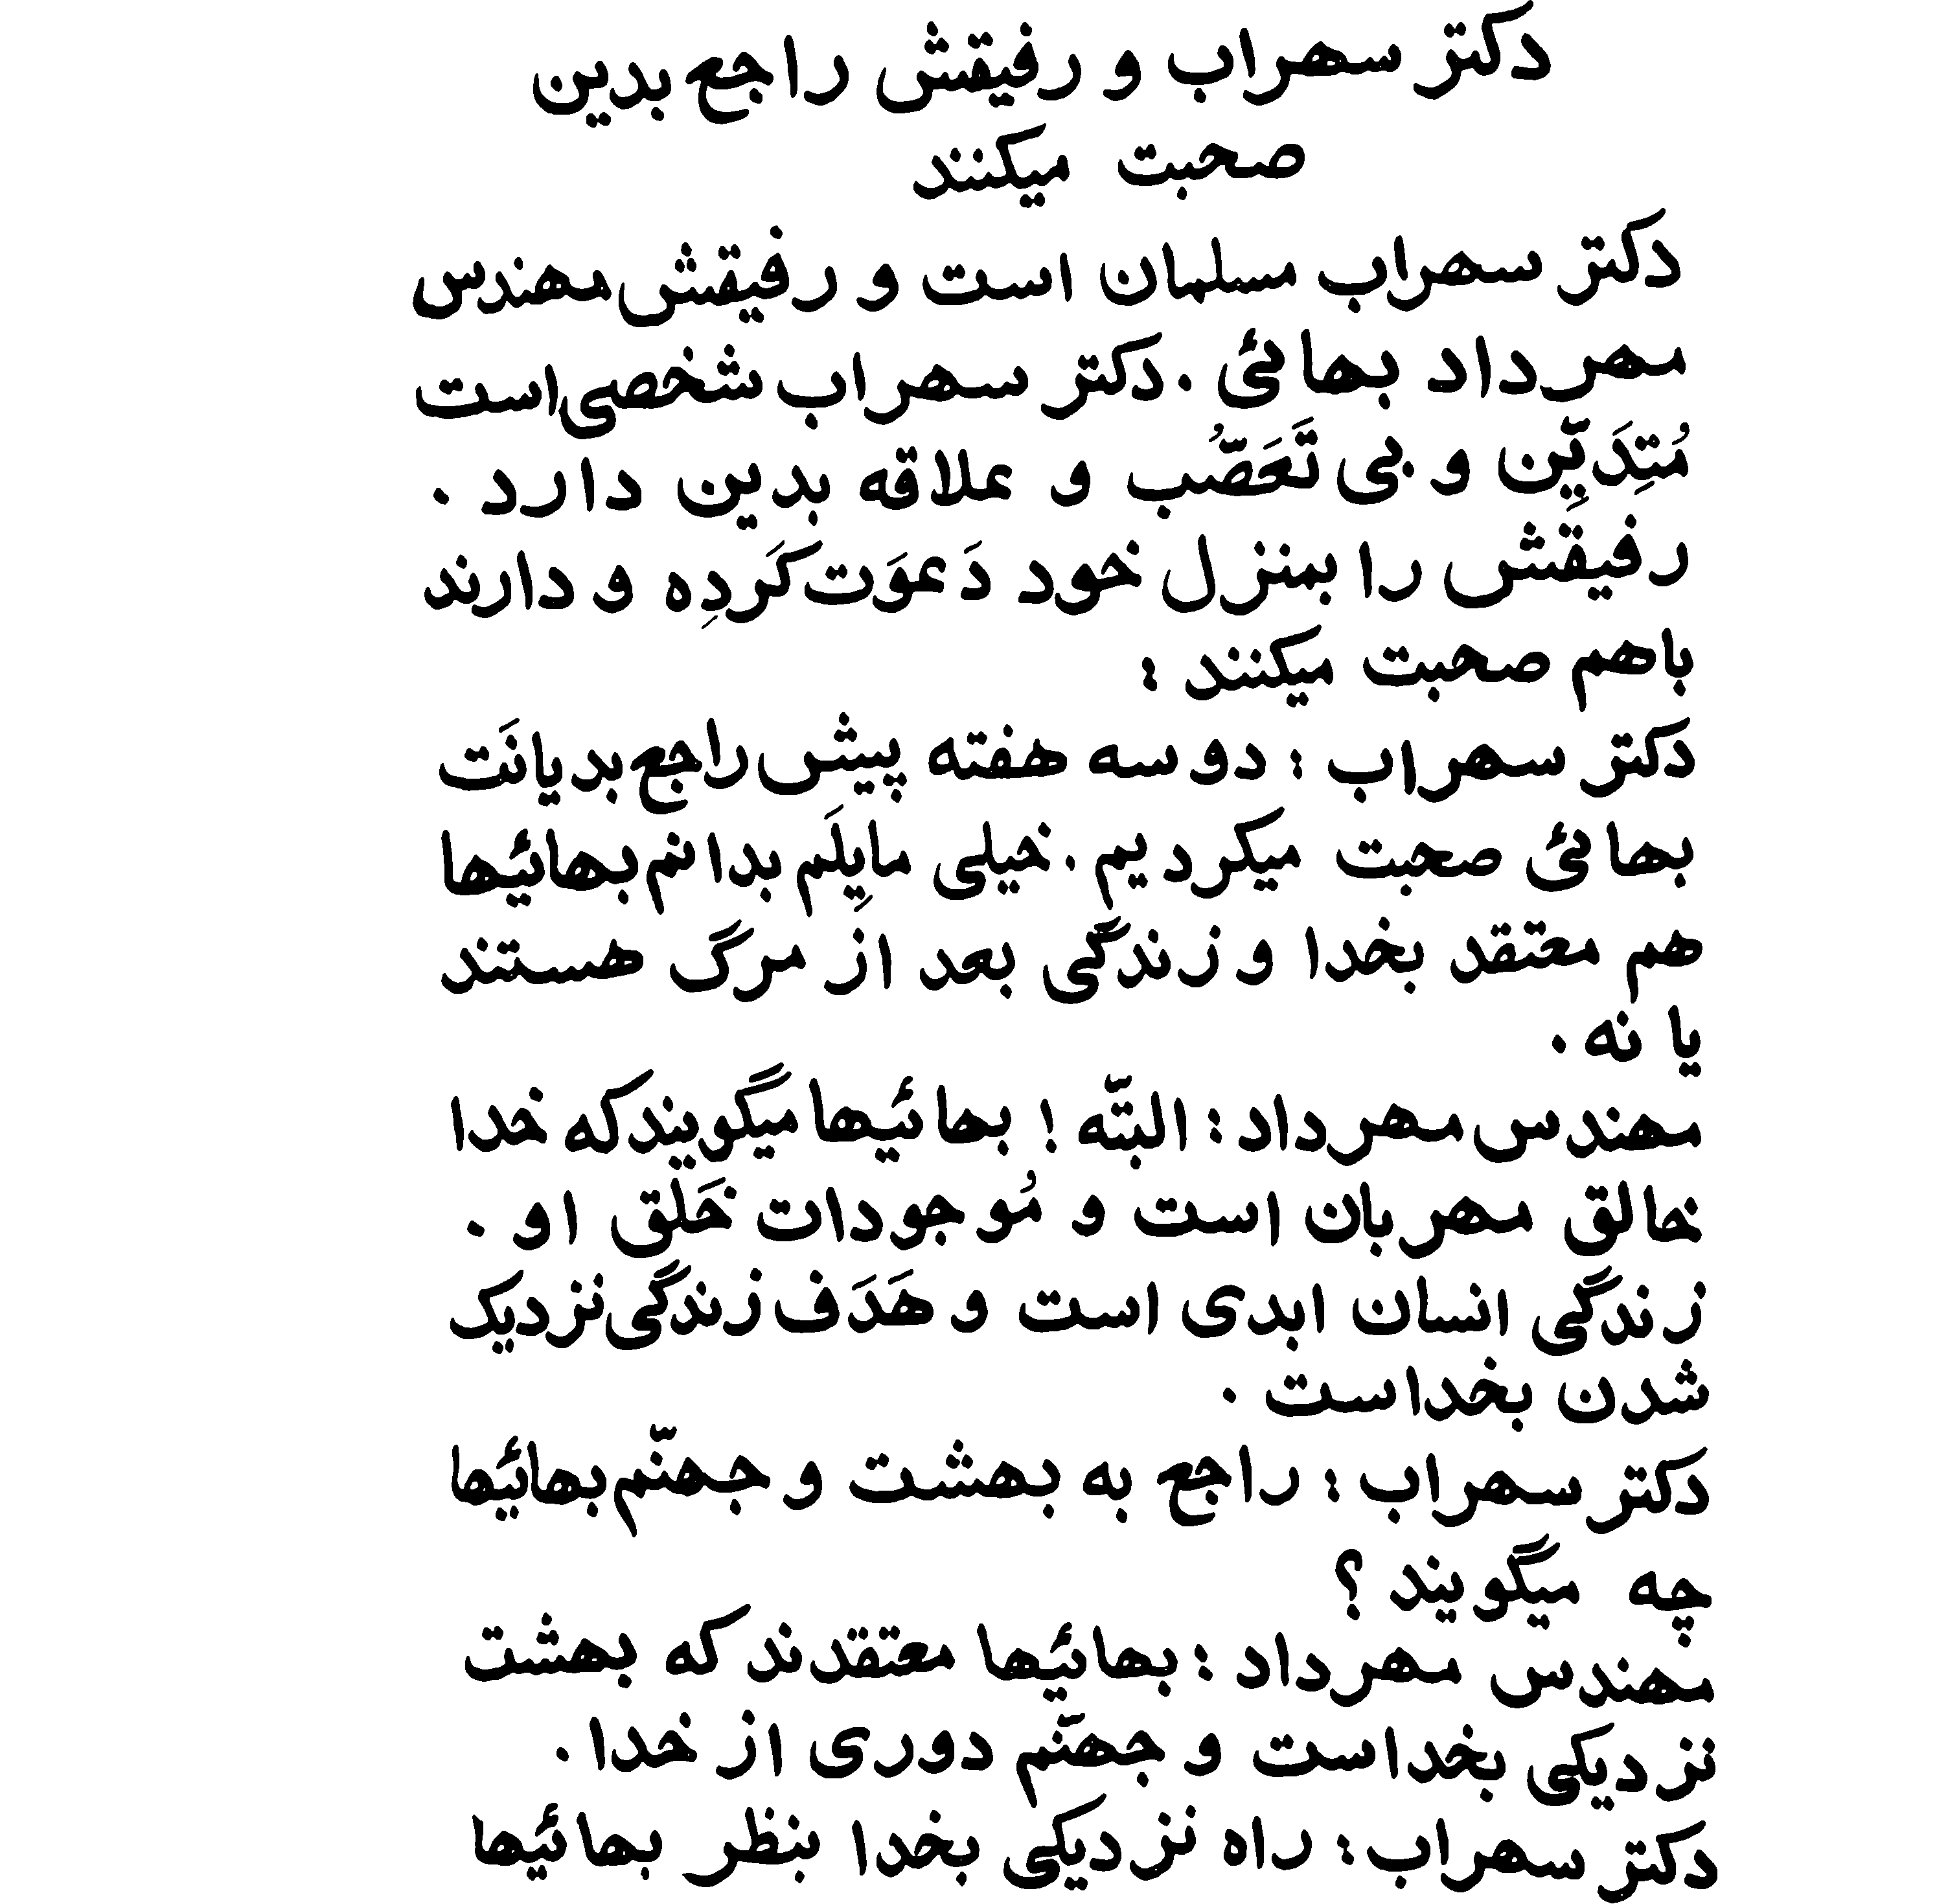 دکتر سهراب و رفیقش راجع بدین
صحبت میکنند
دکتر سهراب مسلمان است و رفیقش مهندس
مهرداد بهائی . دکتر سهراب شخصی است
مُتِدَیِّن و بی تَعَصُّب و علاقه بدین دارد .
رفیقش را بمنزل خود دَعوَت کَردِه و دارند
باهم صحبت میکنند :
دکتر سهراب : دو سه هفته پیش راجع بدیانَت
بهائی صحبت میکردیم . خیلی مایِلَم بدانم بهائیها
هم معتقد بخدا و زندگی بعد از مرگ هستند
یا نه .
مهندس مهرداد : البتّه ! بهائیها میگویند که خدا
خالق مهربان است و مُوجودات خَلق او .
زندگی انسان ابدی است و هَدَف زندگی نزدیک
شدن بخداست .
دکتر سهراب : راجع به بهشت و جهنّم بهائیها
چه میگویند ؟
مهندس مهرداد : بهائیها معتقدند که بهشت
نزدیکی بخداست و جهنّم دوری از خدا .
دکتر سهراب : راه نزدیکی بخدا بنظر بهائیها